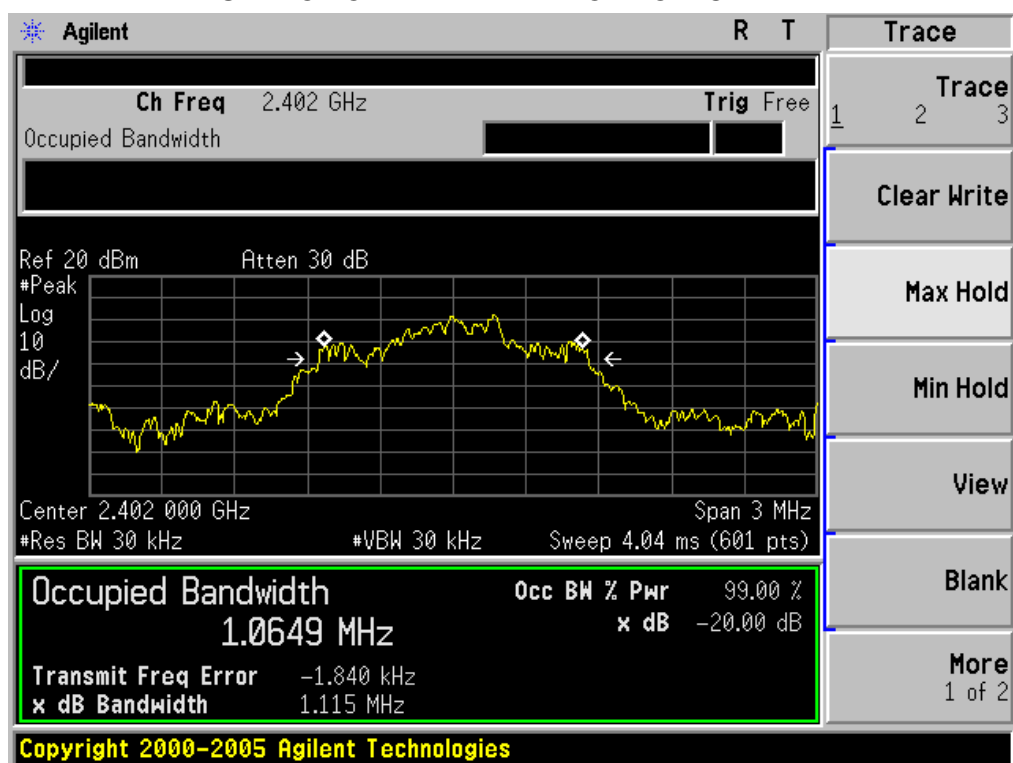 Agilent R T Trace
Ch Freq 2.402 GHz Trig Free
Occupied Bandwidth
Trace
1 2 3
Clear Write
Max Hold
Min Hold
View
Blank
More
1 of 2
Ref 20 dBm Atten 30 dB
#Peak
Log
10
dB/
Center 2.402 000 GHz Span 3 MHz
#Res BW 30 kHz #VBW 30 kHz Sweep 4.04 ms (601 pts)
Occupied Bandwidth Occ BW % Pwr 99.00 %
1.0649 MHz x dB -20.00 dB
Transmit Freq Error -1.840 kHz
x dB Bandwidth 1.115 MHz
Copyright 2000-2005 Agilent Technologies